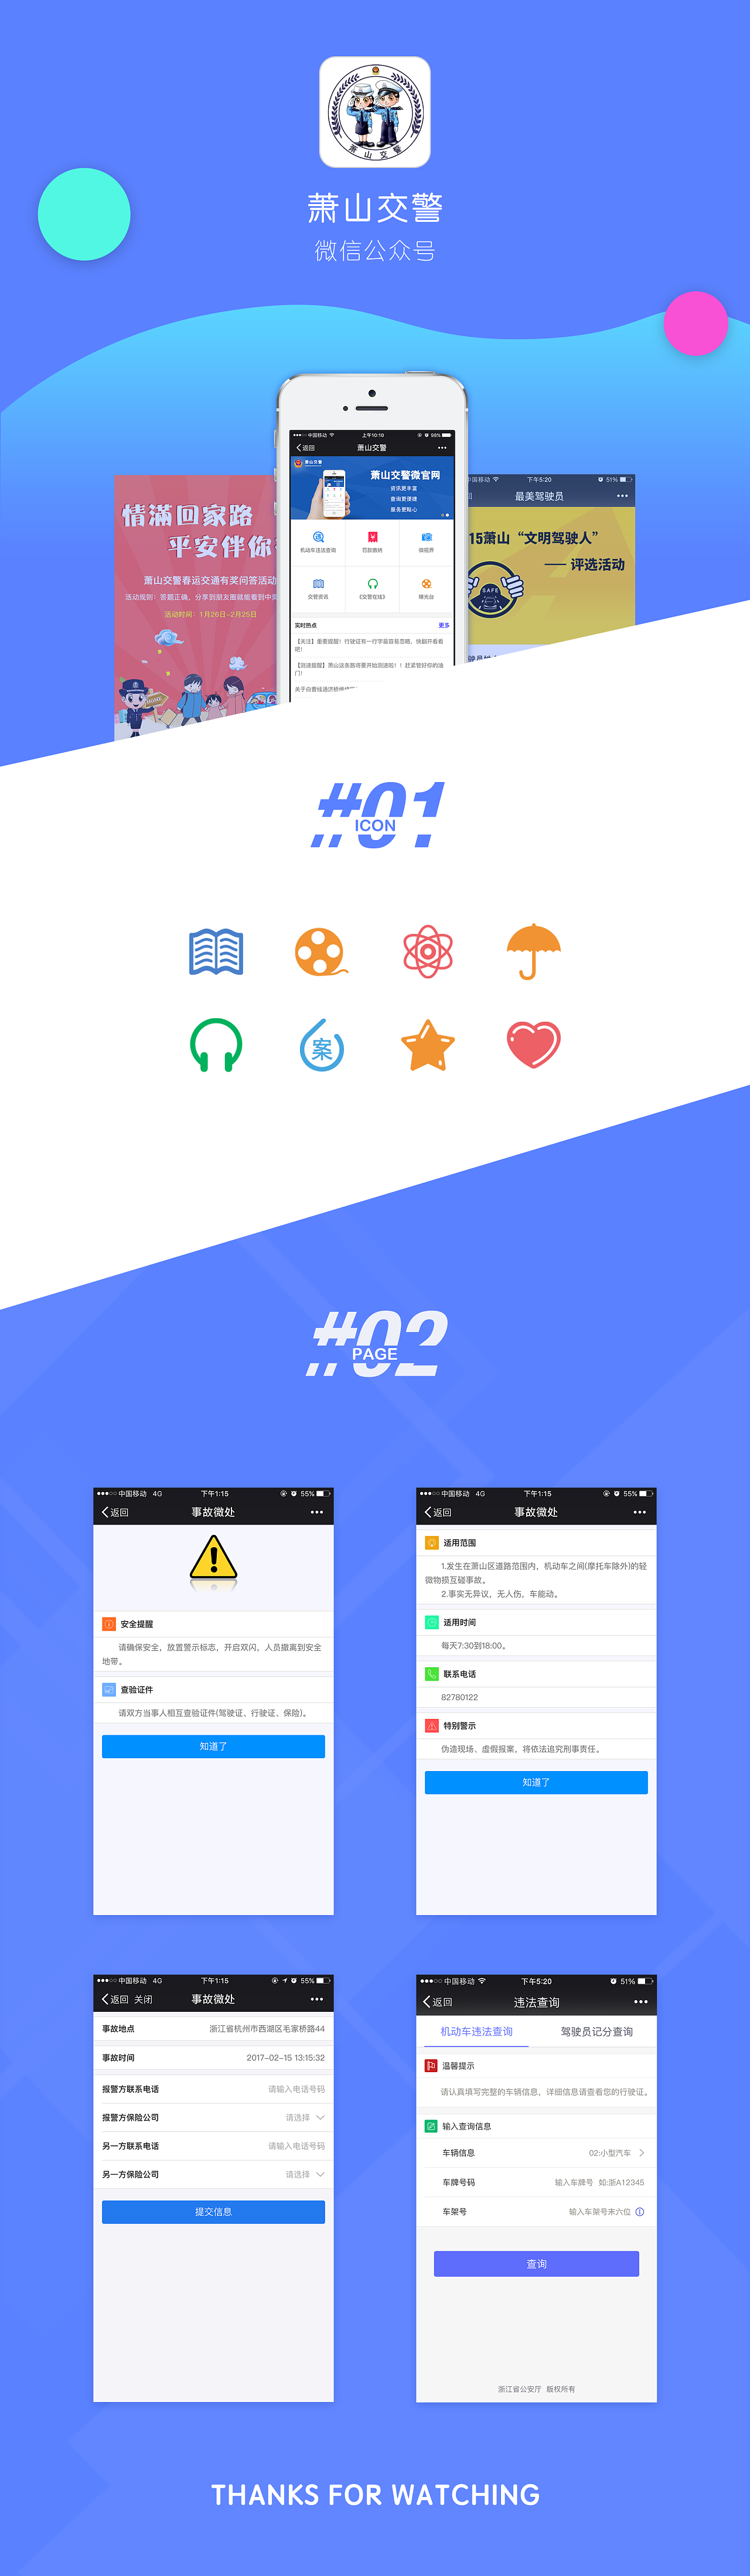 萧山交警
萧山交警
微信公众号
中国移动
上午10:10
96%
返回
萧山交警
萧山交警
萧山交警微官网
资讯更丰富
查询更便捷
服务更贴心
机动车违法查询
罚款缴纳
微视界
交管资讯
《交警在线》
曝光台
实时热点
更多
【关注】重要提醒！行驶证有一行字最容易忽略，快翻开看看吧！
【测速提醒】萧山这条路将要开始测速啦！！赶紧管好你的油门！
情满回家路
平安伴你
萧山交警春运交通有奖问答活动
活动规则：答题正确，分享到朋友圈就能看到中奖
活动时间：1月26日-2月25日
HOME
中国移动
下午5:20
51%
最美驾驶员
15萧山“文明驾驶人”
—— 评选活动
SAFE
#01
ICON
案
#02
PAGE
中国移动 4G
下午1:15
55%
返回
事故微处
安全提醒
请确保安全，放置警示标志，开启双闪，人员撤离到安全
地带。
查验证件
请双方当事人相互查验证件(驾驶证、行驶证、保险)。
知道了
中国移动 4G
下午1:15
55%
返回
事故微处
适用范围
1.发生在萧山区道路范围内，机动车之间(摩托车除外)的轻
微物损互碰事故。
2.事实无异议，无人伤，车能动。
适用时间
每天7:30到18:00。
联系电话
82780122
特别警示
伪造现场、虚假报案，将依法追究刑事责任。
知道了
中国移动 4G
下午1:15
55%
返回 关闭
事故微处
事故地点
浙江省杭州市西湖区毛家桥路44
事故时间
2017-02-15 13:15:32
报警方联系电话
请输入电话号码
报警方保险公司
请选择
另一方联系电话
请输入电话号码
另一方保险公司
请选择
提交信息
中国移动
下午5:20
51%
返回
违法查询
机动车违法查询
驾驶员记分查询
温馨提示
请认真填写完整的车辆信息，详细信息请查看您的行驶证。
输入查询信息
车辆信息
02:小型汽车
车牌号码
输入车牌号 如:浙A12345
车架号
输入车架号末六位
查询
浙江省公安厅 版权所有
THANKS FOR WATCHING